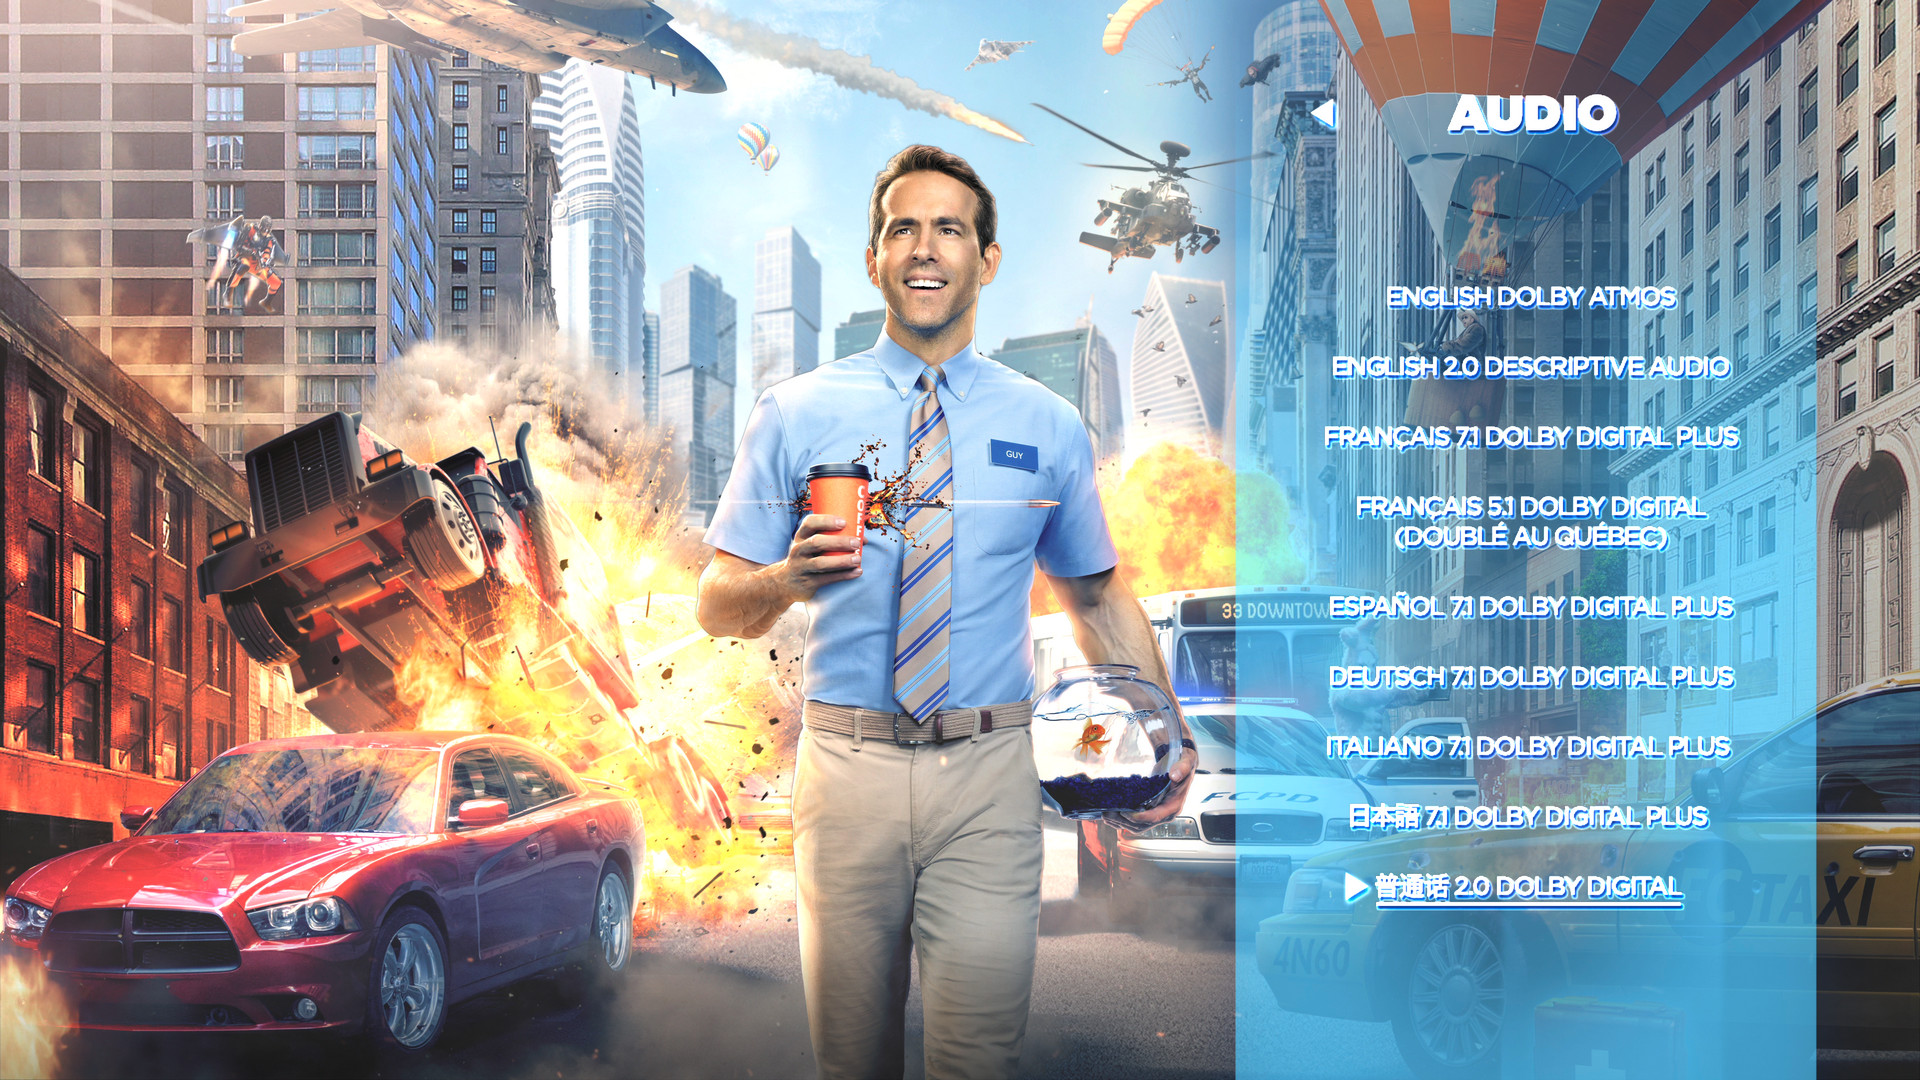 AUDIO
ENGLISH DOLBY ATMOS
ENGLISH 2.0 DESCRIPTIVE AUDIO
FRANÇAIS 7.1 DOLBY DIGITAL PLUS
FRANÇAIS 5.1 DOLBY DIGITAL
(DOUBLÉ AU QUÉBEC)
ESPAÑOL 7.1 DOLBY DIGITAL PLUS
DEUTSCH 7.1 DOLBY DIGITAL PLUS
ITALIANO 7.1 DOLBY DIGITAL PLUS
日本語 7.1 DOLBY DIGITAL PLUS
普通话 2.0 DOLBY DIGITAL
GUY
COFFEE
33 DOWNTOWN
FCPD
TAXI
4N60